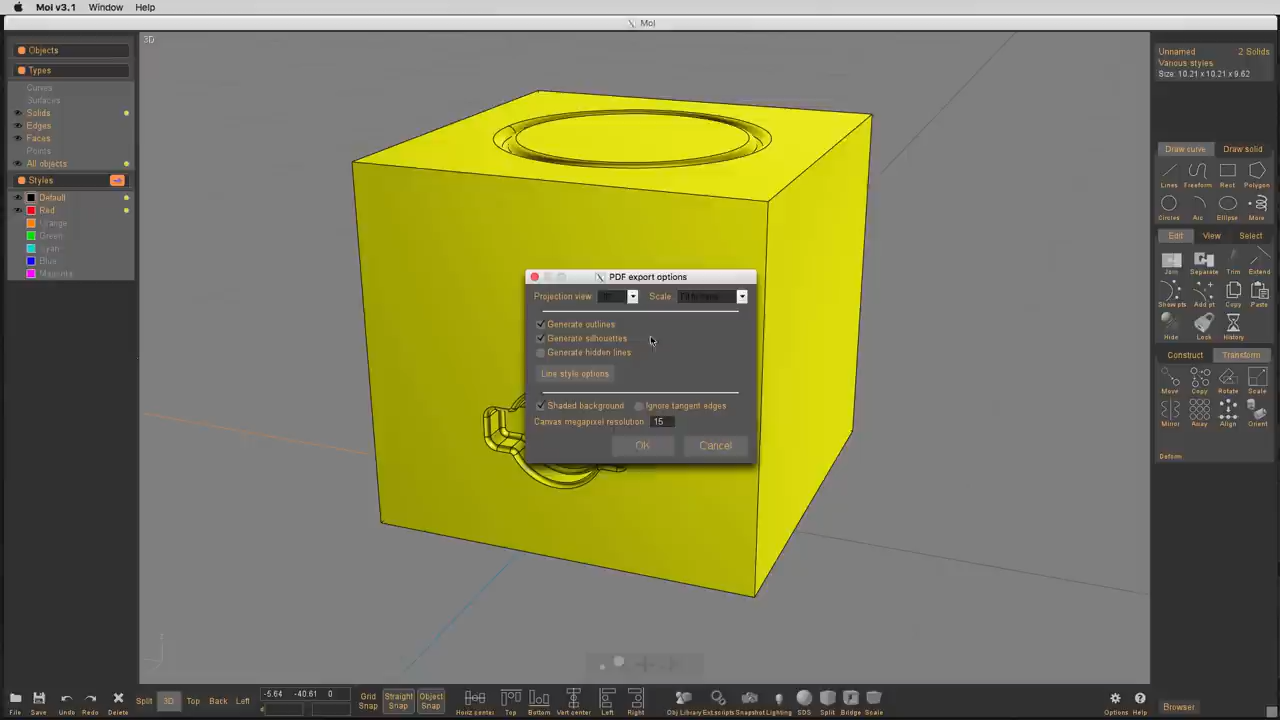 MoI v3.1 Window Help
MoI
Objects
Types
Curves
Surfaces
Solids
Edges
Faces
Points
All objects
Styles
Default
Red
Orange
Green
Cyan
Blue
Magenta
3D
PDF export options
Projection view
Scale
Generate outlines
Generate silhouettes
Generate hidden lines
Line style options
Shaded background
Ignore tangent edges
Canvas megapixel resolution 15
OK Cancel
Unnamed 2 Solids
Various styles
Size: 10.21 x 10.21 x 9.62
Draw curve Draw solid
Lines Freeform Rect Polygon
Circles Arc Ellipse More
Edit View Select
Join Separate Trim Extend
Show pts Add pt Copy Paste
Hide Lock History
Construct Transform
Move Copy Rotate Scale
Mirror Array Align Orient
Deform
File Save Undo Redo Delete
Split 3D Top Back Left
-5.64 -40.61 0
Grid Snap
Straight Snap
Object Snap
Horiz center Top Bottom Vert center Left Right
Obj Library Ext.scripts Snapshot Lighting SDS Split Bridge Scale
Options Help
Browser